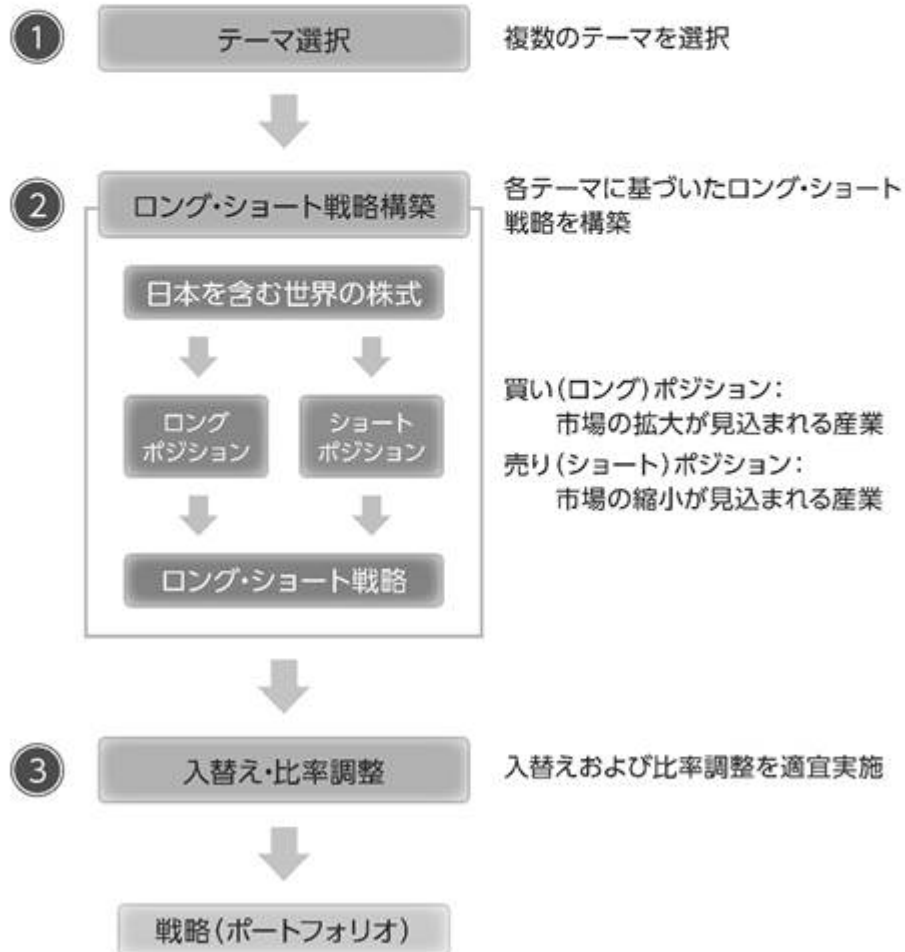 1 テーマ選択 複数のテーマを選択
2 ロング・ショート戦略構築 各テーマに基づいたロング・ショート
戦略を構築
日本を含む世界の株式
ロング
ポジション
ショート
ポジション
買い(ロング)ポジション:
市場の拡大が見込まれる産業
売り(ショート)ポジション:
市場の縮小が見込まれる産業
ロング・ショート戦略
3 入替え・比率調整 入替えおよび比率調整を適宜実施
戦略(ポートフォリオ)